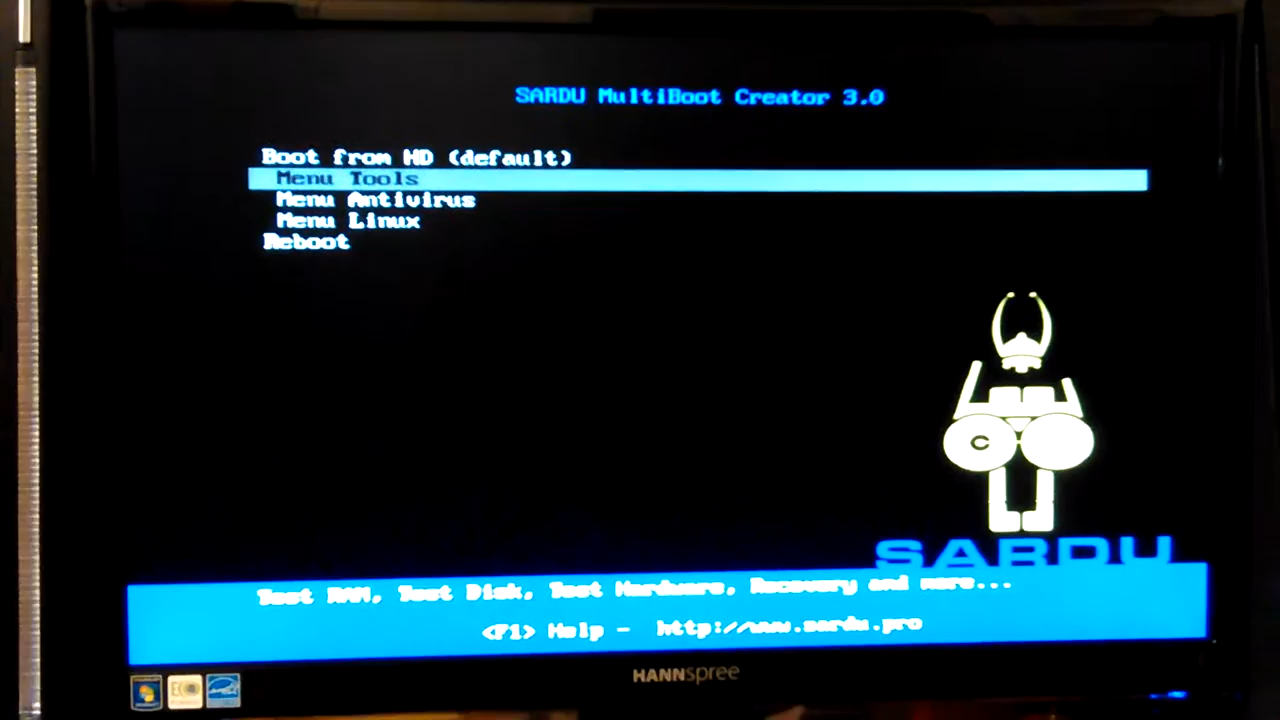 SARDU MultiBoot Creator 3.0
Boot from HD (default)
Menu Tools
Menu Antivirus
Menu Linux
Reboot
C
SARDU
Test RAM, Test Disk, Test Hardware, Recovery and more...
<F1> Help - http://www.sardu.pro
HANNspree